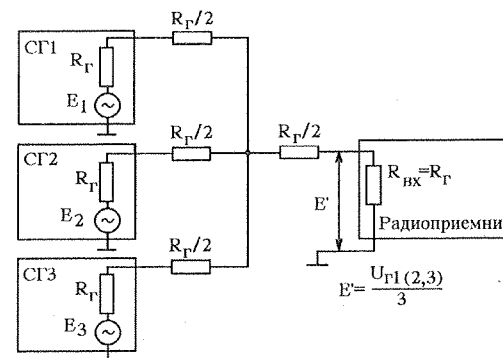 СГ1
R_Г/2
R_Г
E_1
СГ2
R_Г/2
R_Г
E_2
R_Г/2
E'
R_нх=R_Г
Радиоприемни
СГ3
R_Г/2
R_Г
E_3
E'= U_Г1 (2,3) / 3